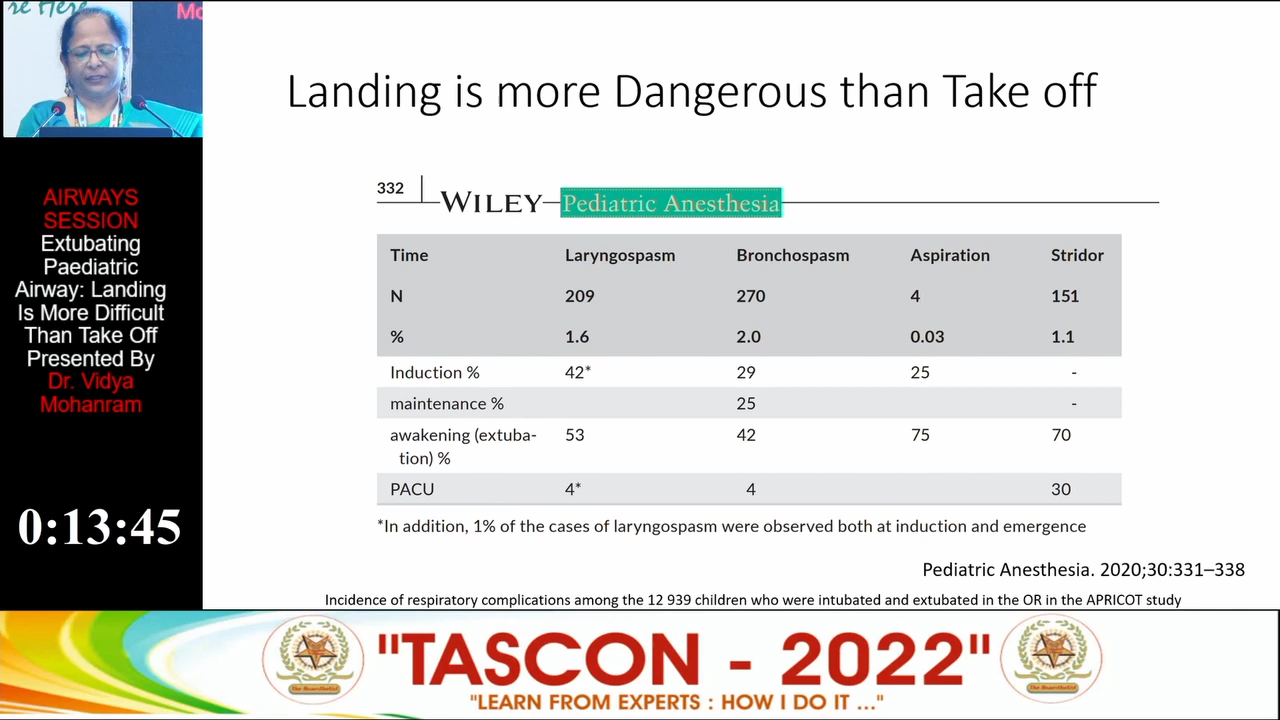 re Here
Mo
Landing is more Dangerous than Take off
AIRWAYS
SESSION
Extubating
Paediatric
Airway: Landing
Is More Difficult
Than Take Off
Presented By
Dr. Vidya
Mohanram
0:13:45
332
WILEY Pediatric Anesthesia
Time Laryngospasm Bronchospasm Aspiration Stridor
N 209 270 4 151
% 1.6 2.0 0.03 1.1
Induction % 42* 29 25 -
maintenance % 25 -
awakening (extuba- 53 42 75 70
tion) %
PACU 4* 4 30
*In addition, 1% of the cases of laryngospasm were observed both at induction and emergence
Pediatric Anesthesia. 2020;30:331–338
Incidence of respiratory complications among the 12 939 children who were intubated and extubated in the OR in the APRICOT study
"TASCON - 2022"
"LEARN FROM EXPERTS : HOW I DO IT ..."